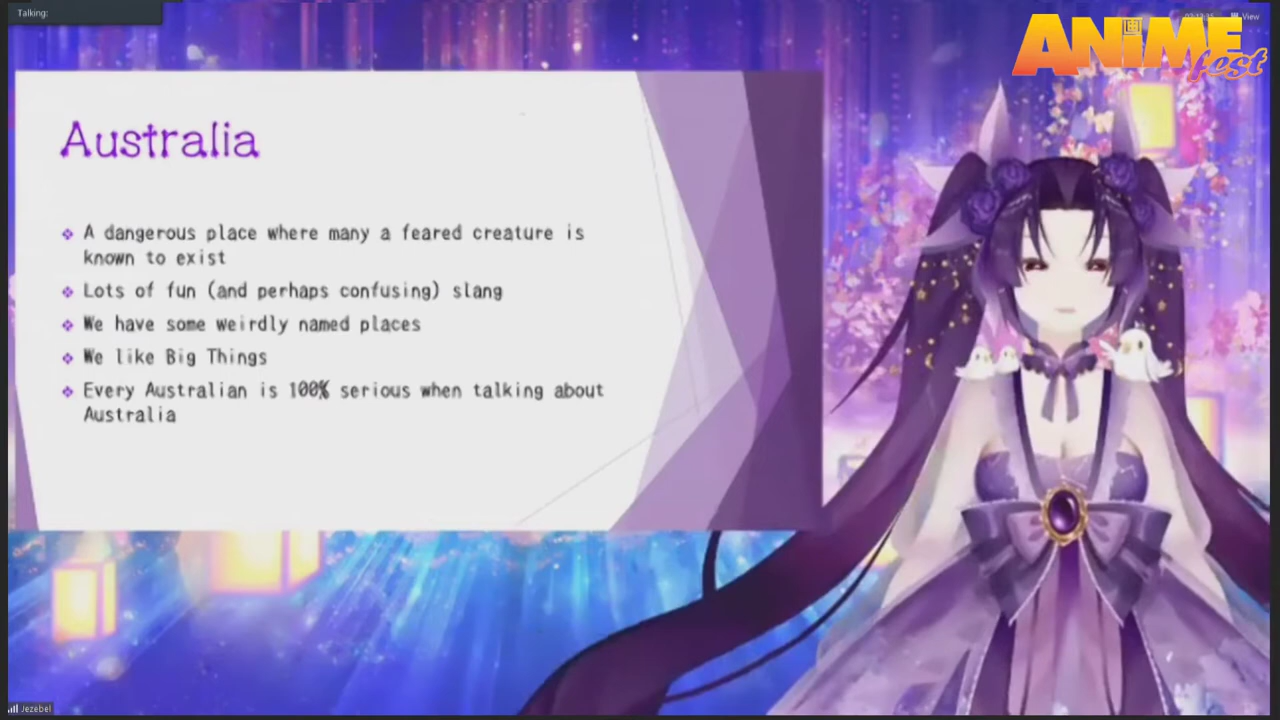 Talking:
View
ANiME
fest
Australia
A dangerous place where many a feared creature is
known to exist
Lots of fun (and perhaps confusing) slang
We have some weirdly named places
We like Big Things
Every Australian is 100% serious when talking about
Australia
Jezebel